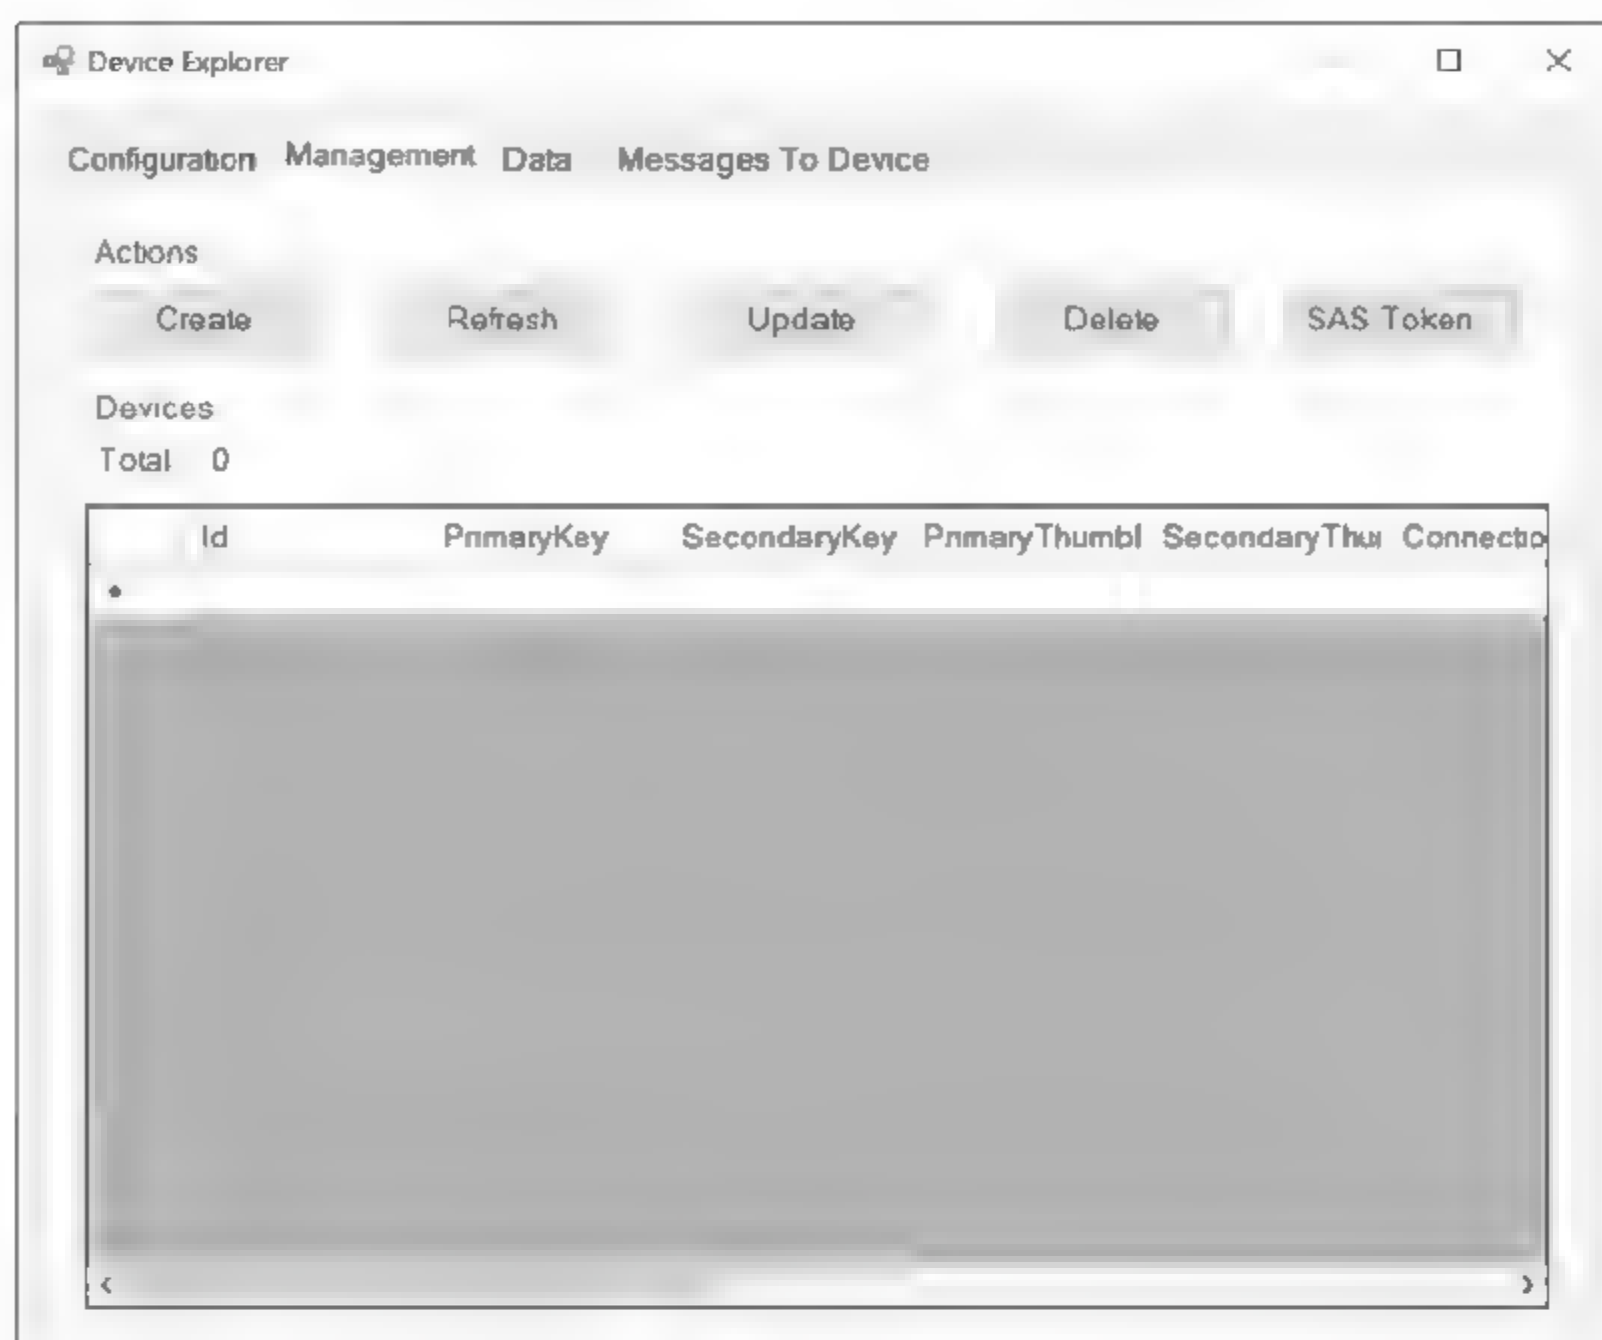 Device Explorer
Configuration Management Data Messages To Device
Actions
Create Refresh Update Delete SAS Token
Devices
Total 0
Id PrimaryKey SecondaryKey PrimaryThumbl SecondaryThui Connectio